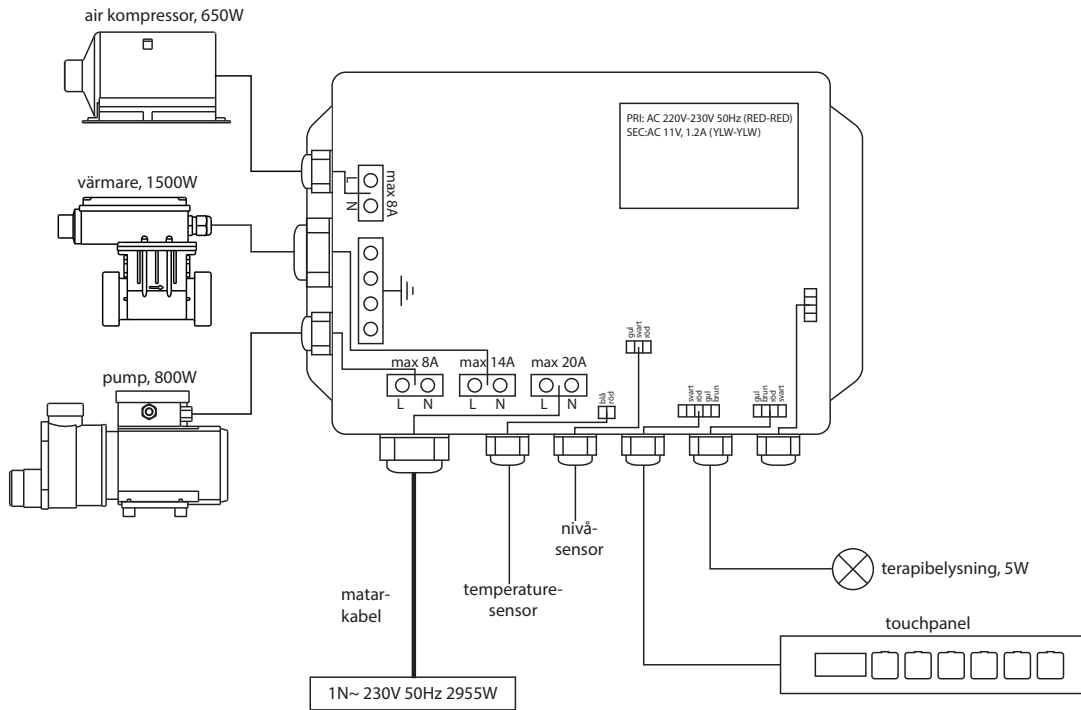 air kompressor, 650W
PRI: AC 220V-230V 50Hz (RED-RED)
SEC:AC 11V, 1.2A (YLW-YLW)
värmare, 1500W
L
N
max 8A
pump, 800W
max 8A
L N
max 14A
L N
max 20A
L N
blå
röd
gul
svart
röd
svart
röd
gul
brun
gul
brun
röd
svart
nivå-
sensor
temperature-
sensor
matar-
kabel
terapibelysning, 5W
touchpanel
1N~ 230V 50Hz 2955W